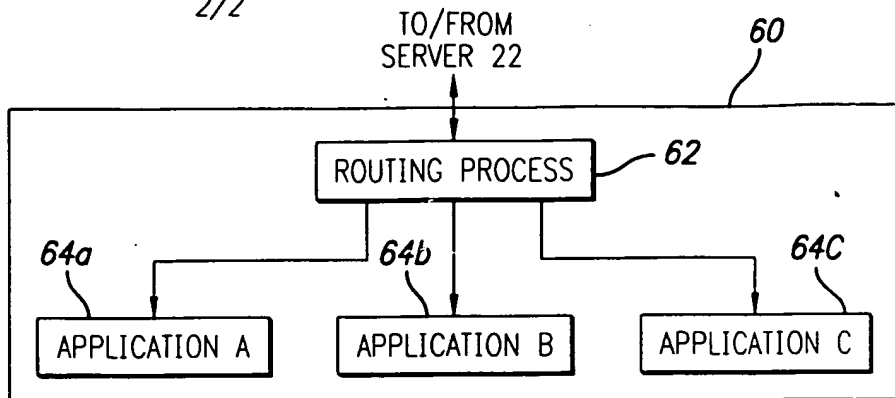 2/2
TO/FROM
SERVER 22
60
ROUTING PROCESS
62
64a
64b
64C
APPLICATION A
APPLICATION B
APPLICATION C